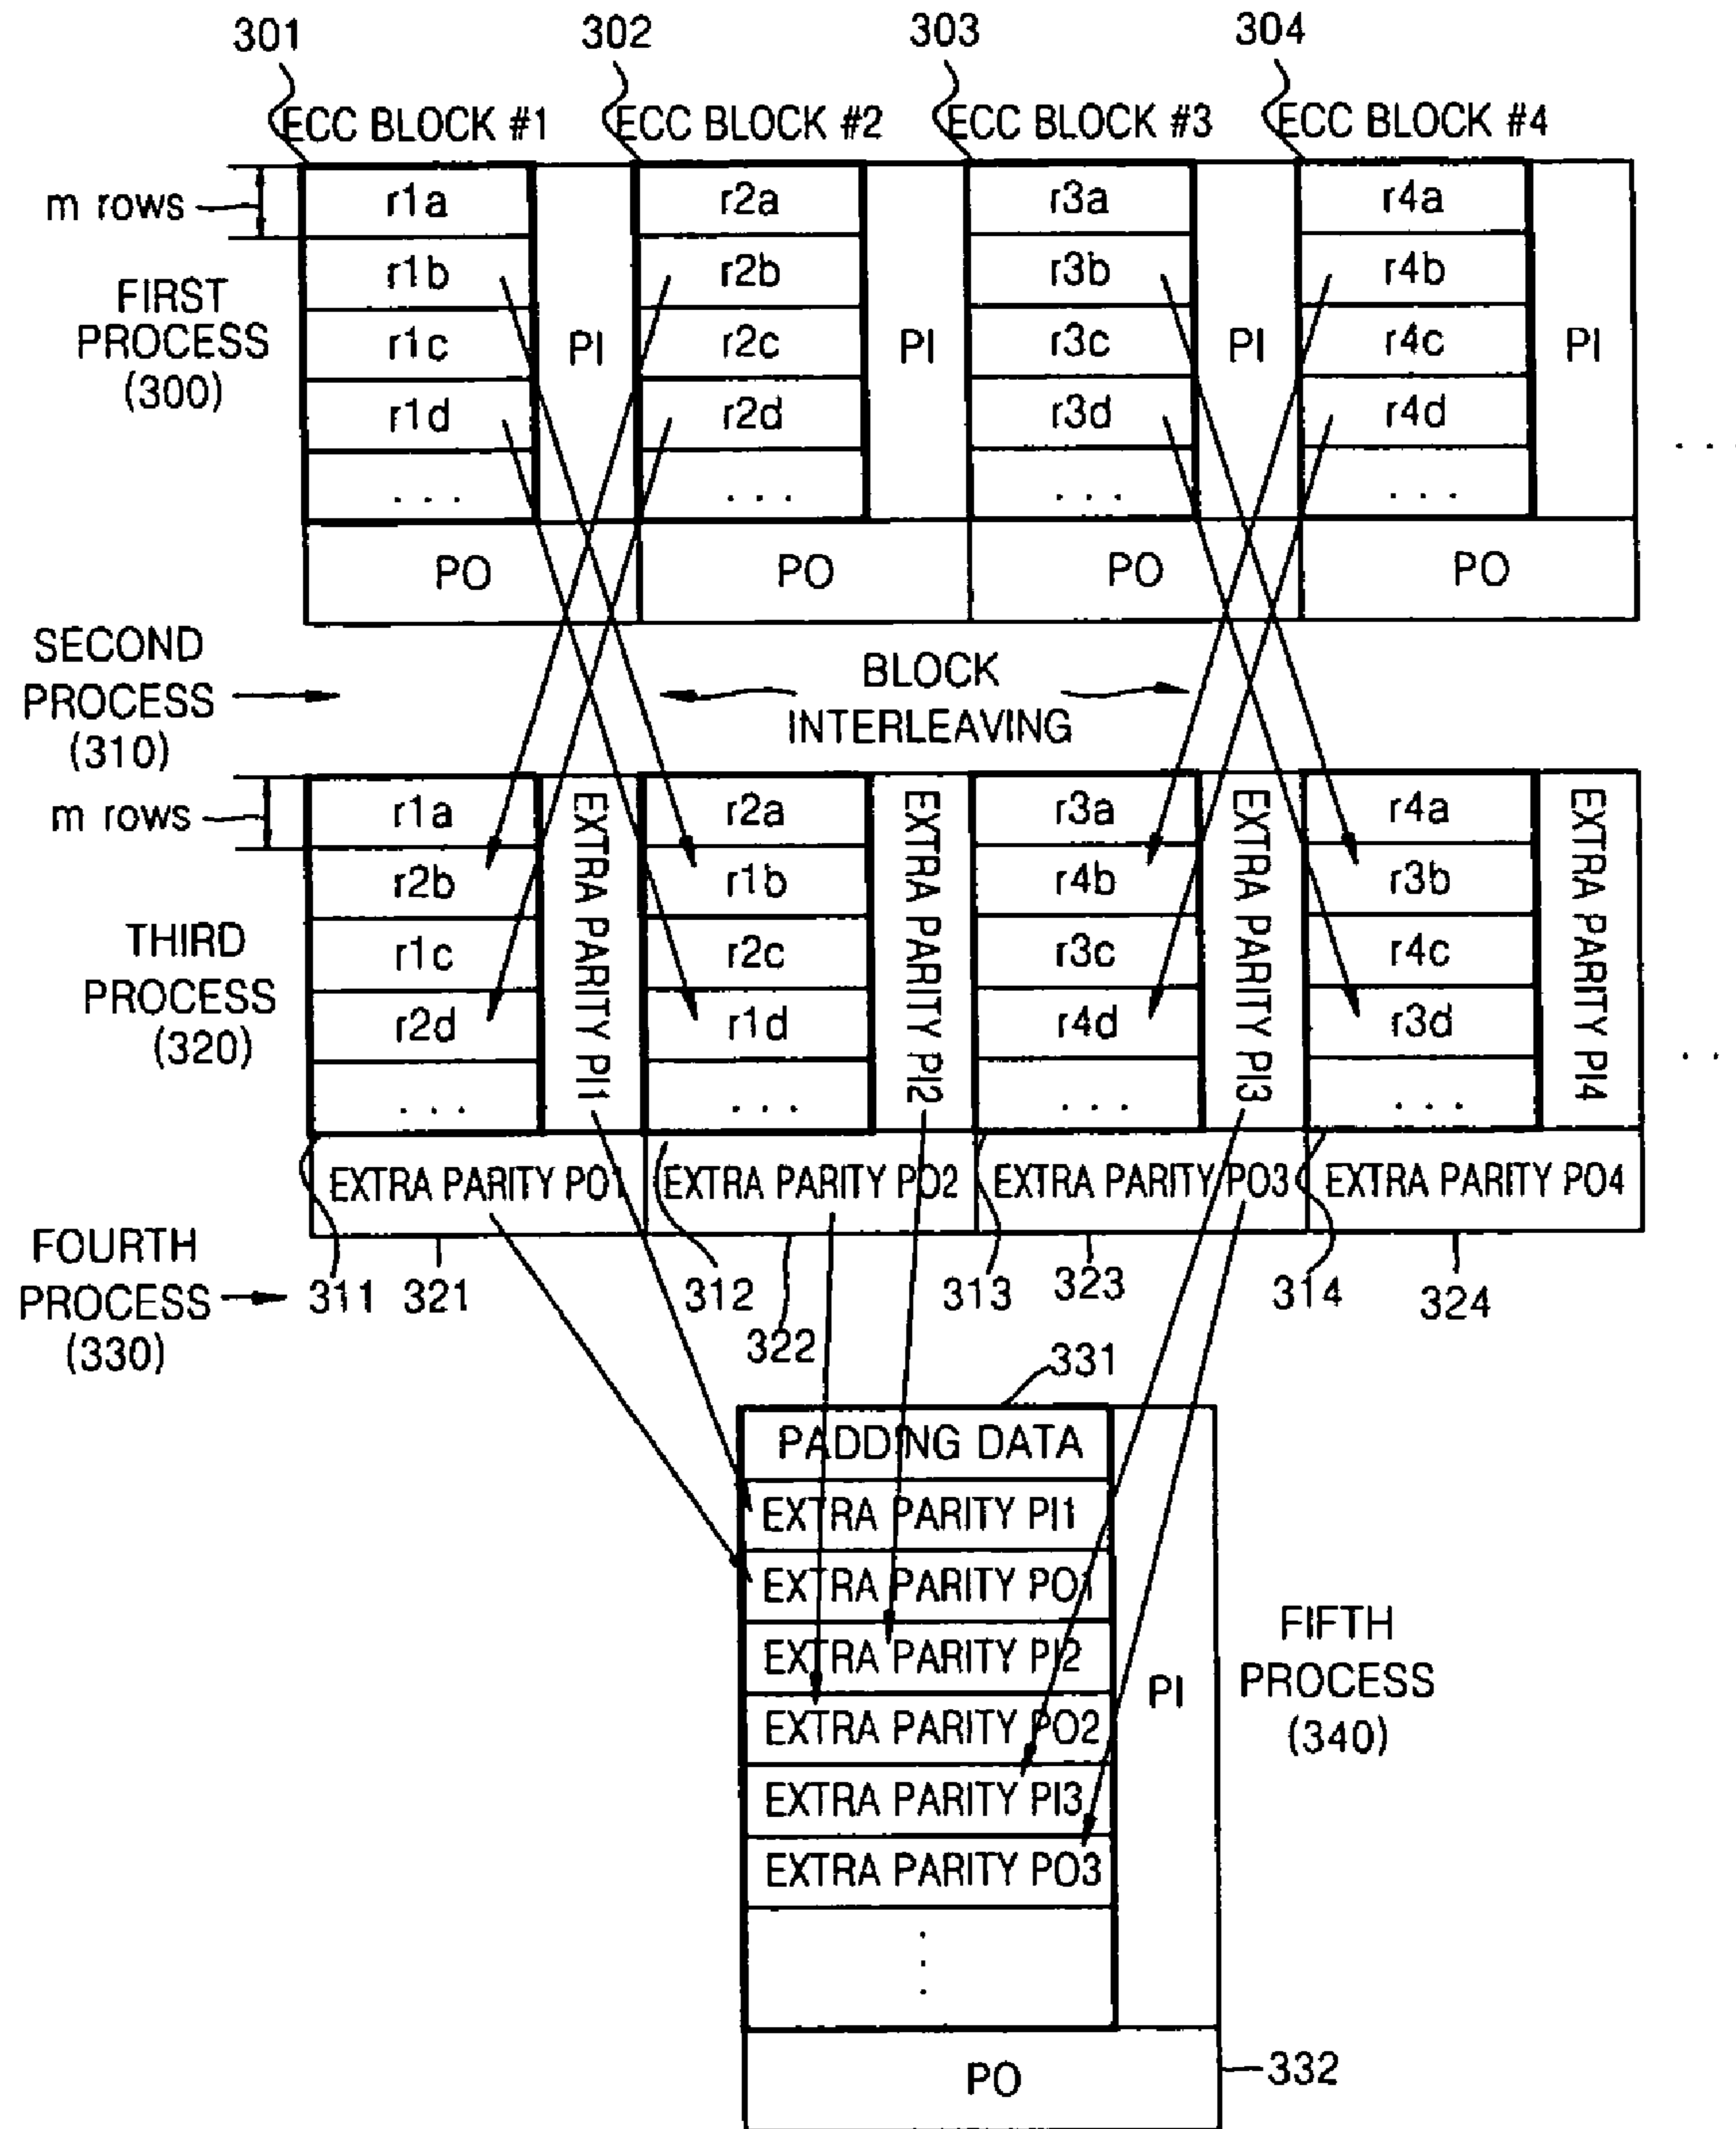 301 302 303 304
ECC BLOCK #1 ECC BLOCK #2 ECC BLOCK #3 ECC BLOCK #4
m rows r1a r2a r3a r4a
r1b r2b r3b r4b
FIRST PROCESS (300)
r1c PI r2c PI r3c PI r4c PI
r1d r2d r3d r4d
. . . . . . . . . . . . . . .
PO PO PO PO
SECOND PROCESS (310)
BLOCK INTERLEAVING
m rows r1a r2a r3a r4a
r2b r1b r4b r3b
THIRD PROCESS (320)
r1c r2c r3c r4c
r2d r1d r4d r3d
. . . . . . . . . . . . . . .
EXTRA PARITY PI1 EXTRA PARITY PI2 EXTRA PARITY PI3 EXTRA PARITY PI4
EXTRA PARITY PO1 EXTRA PARITY PO2 EXTRA PARITY PO3 EXTRA PARITY PO4
FOURTH PROCESS (330)
311 321 312 322 313 323 314 324
331
PADDING DATA
EXTRA PARITY PI1
EXTRA PARITY PO1
EXTRA PARITY PI2
EXTRA PARITY PO2
EXTRA PARITY PI3
EXTRA PARITY PO3
. . .
PI
FIFTH PROCESS (340)
PO
332